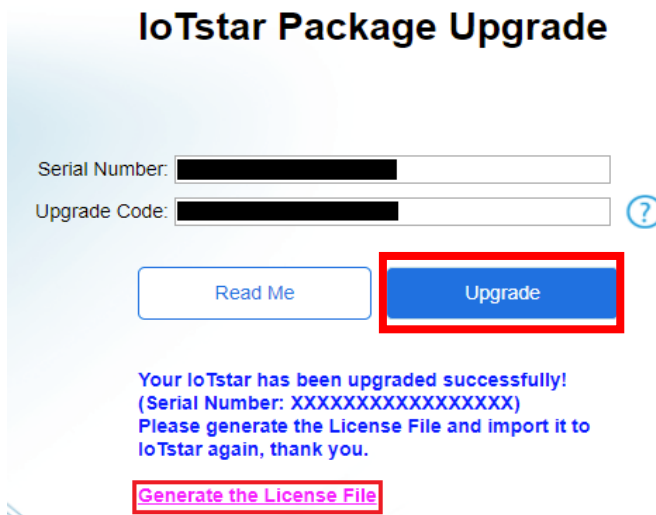 IoTstar Package Upgrade
Serial Number:
Upgrade Code:
?
Read Me
Upgrade
Your IoTstar has been upgraded successfully!
(Serial Number: XXXXXXXXXXXXXXXXX)
Please generate the License File and import it to
IoTstar again, thank you.
Generate the License File